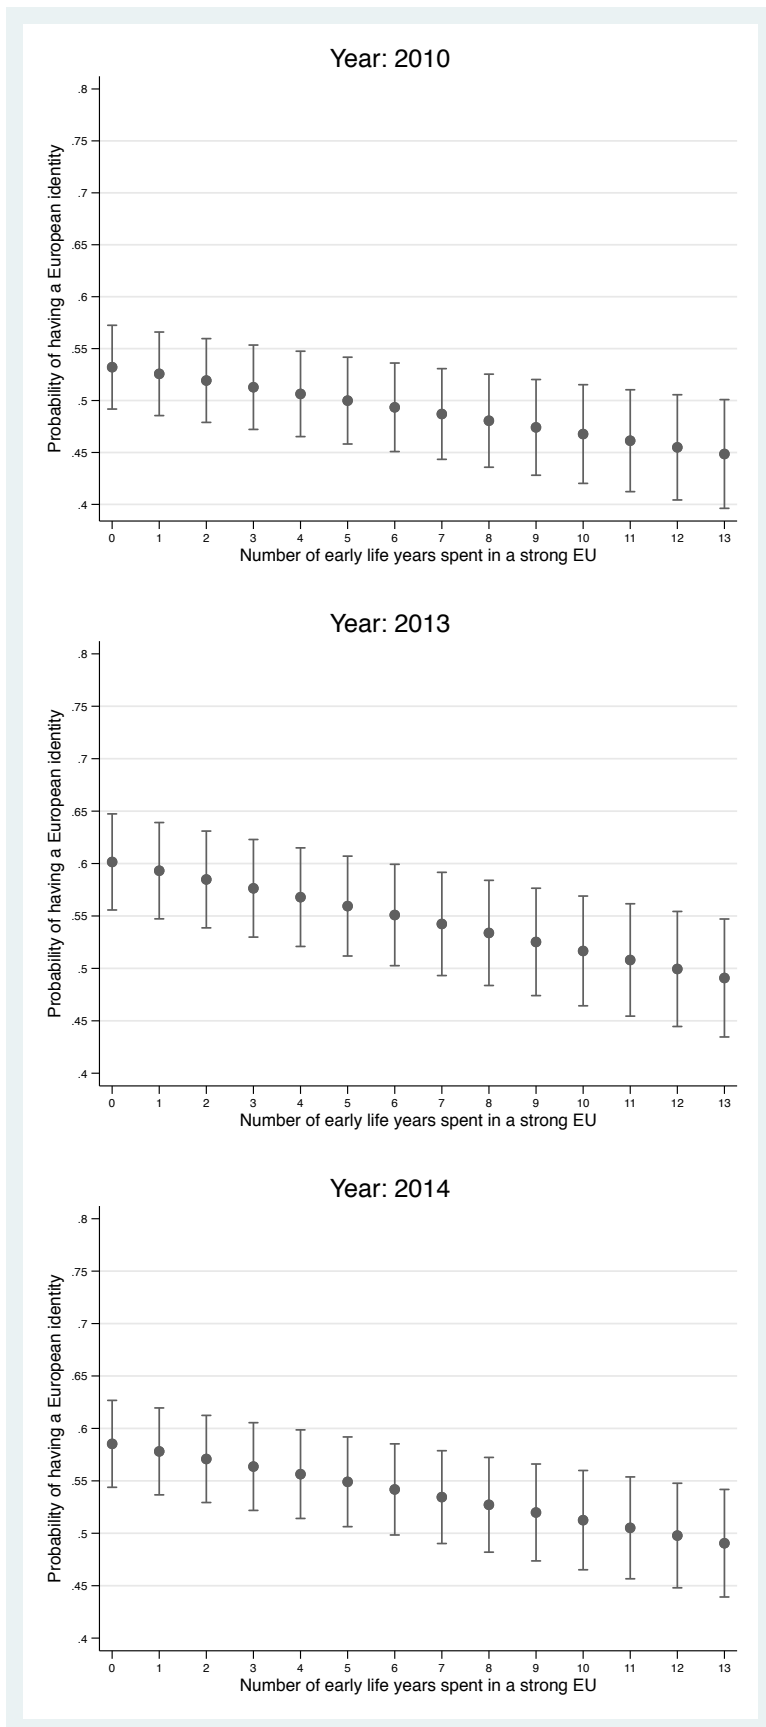 Year: 2010
Probability of having a European identity
.8
.75
.7
.65
.6
.55
.5
.45
.4
0 1 2 3 4 5 6 7 8 9 10 11 12 13
Number of early life years spent in a strong EU
Year: 2013
Probability of having a European identity
.8
.75
.7
.65
.6
.55
.5
.45
.4
0 1 2 3 4 5 6 7 8 9 10 11 12 13
Number of early life years spent in a strong EU
Year: 2014
Probability of having a European identity
.8
.75
.7
.65
.6
.55
.5
.45
.4
0 1 2 3 4 5 6 7 8 9 10 11 12 13
Number of early life years spent in a strong EU